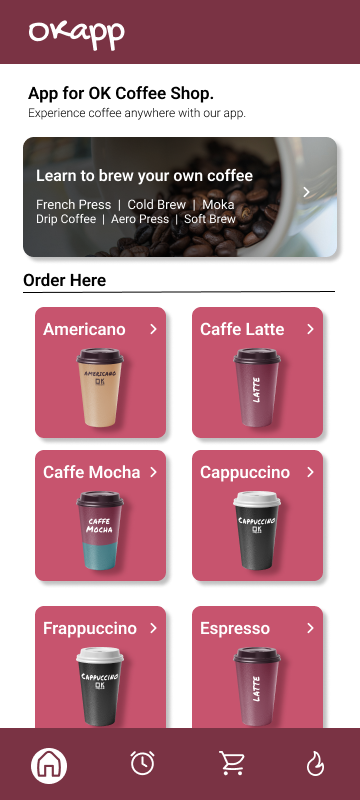 OKapp
App for OK Coffee Shop.
Experience coffee anywhere with our app.
Learn to brew your own coffee
French Press | Cold Brew | Moka
Drip Coffee | Aero Press | Soft Brew
Order Here
Americano
Caffe Latte
AMERICANO
OK
LATTE
Caffe Mocha
Cappuccino
CAFFE
MOCHA
CAPPUCCINO
OK
Frappuccino
Espresso
CAPPUCCINO
OK
LATTE